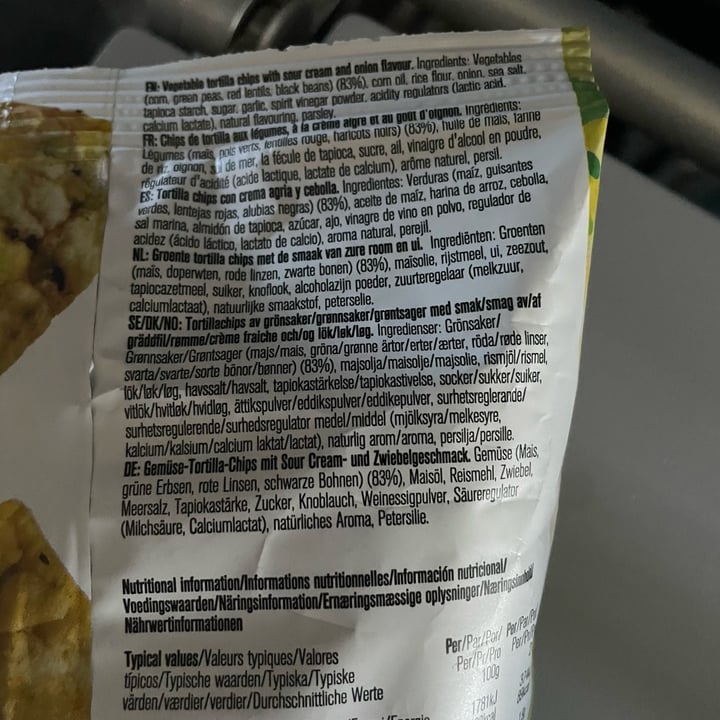 EN: Vegetable tortilla chips with sour cream and onion flavour. Ingredients: Vegetables
(corn, green peas, red lentils, black beans) (83%), corn oil, rice flour, onion, sea salt,
tapioca starch, sugar, garlic, spirit vinegar powder, acidity regulators (lactic acid,
calcium lactate), natural flavouring, parsley.
FR: Chips de tortilla aux légumes, à la crème aigre et au goût d'oignon. Ingrédients:
Légumes (maïs, pois verts, lentilles rouge, haricots noirs) (83%), huile de maïs, farine
de riz, oignon, sel de mer, la fécule de tapioca, sucre, ail, vinaigre d'alcool en poudre,
régulateur d'acidité (acide lactique, lactate de calcium), arôme naturel, persil.
ES: Tortilla chips con crema agria y cebolla. Ingredientes: Verduras (maíz, guisantes
verdes, lentejas rojas, alubias negras) (83%), aceite de maíz, harina de arroz, cebolla,
sal marina, almidón de tapioca, azúcar, ajo, vinagre de vino en polvo, regulador de
acidez (ácido láctico, lactato de calcio), aroma natural, perejil.
NL: Groente tortilla chips met de smaak van zure room en ui. Ingrediënten: Groenten
(maïs, doperwten, rode linzen, zwarte bonen) (83%), maïsolie, rijstmeel, ui, zeezout,
tapiocazetmeel, suiker, knoflook, alcoholazijn poeder, zuurteregelaar (melkzuur,
calciumlactaat), natuurlijke smaakstof, peterselie.
SE/DK/NO: Tortillachips av grönsaker/grønnsaker/grøntsager med smak/smag av/af
gräddfil/rømme/crème fraiche och/og lök/løk/løg. Ingredienser: Grönsaker/
Grønnsaker/Grøntsager (majs/mais, gröna/grønne ärtor/erter/ærter, röda/røde linser,
svarta/svarte/sorte bönor/bønner) (83%), majsolja/maisolje/majsolie, rismjöl/rismel,
lök/løk/løg, havssalt/havsalt, tapiokastärkelse/tapiokastivelse, socker/sukker/suiker,
vitlök/hvitløk/hvidløg, ättikspulver/eddikspulver/eddikepulver, surhetsreglerande/
surhetsregulerende/surhedsregulator medel/middel (mjölksyra/melkesyre,
kalcium/kalsium/calcium laktat/lactat), naturlig arom/aroma, persilja/persille.
DE: Gemüse-Tortilla-Chips mit Sour Cream- und Zwiebelgeschmack. Gemüse (Mais,
grüne Erbsen, rote Linsen, schwarze Bohnen) (83%), Maisöl, Reismehl, Zwiebel,
Meersalz, Tapiokastärke, Zucker, Knoblauch, Weinessigpulver, Säureregulator
(Milchsäure, Calciumlactat), natürliches Aroma, Petersilie.
Nutritional information/Informations nutritionnelles/Información nutricional/
Voedingswaarden/Näringsinformation/Ernæringsmæssige oplysninger/Næringsinnhold/
Nährwertinformationen
Typical values/Valeurs typiques/Valores
típicos/Typische waarden/Typiska/Typiske
värden/værdier/verdier/Durchschnittliche Werte
Per/Par/Por/
Per/Pr/Pro
100g
1781kJ
Per/Par/Por